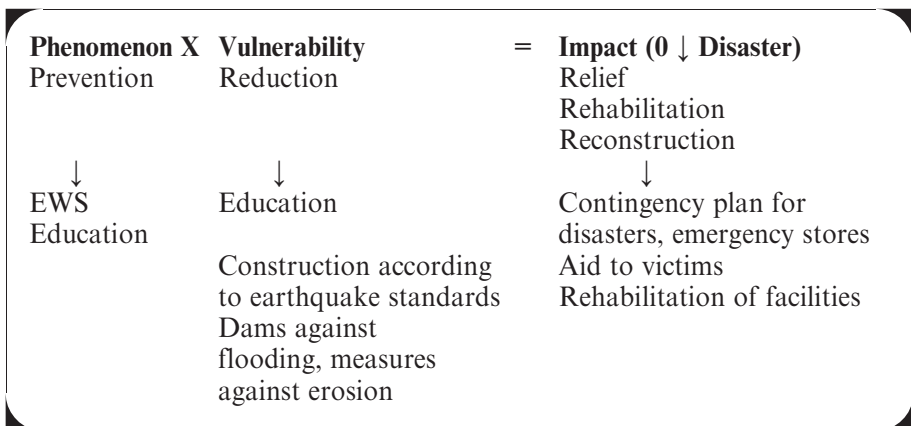 Phenomenon X Vulnerability = Impact (0 ↓ Disaster)
Prevention Reduction Relief
Rehabilitation
Reconstruction
↓ ↓ ↓
EWS Education Contingency plan for
Education disasters, emergency stores
Construction according Aid to victims
to earthquake standards Rehabilitation of facilities
Dams against
flooding, measures
against erosion